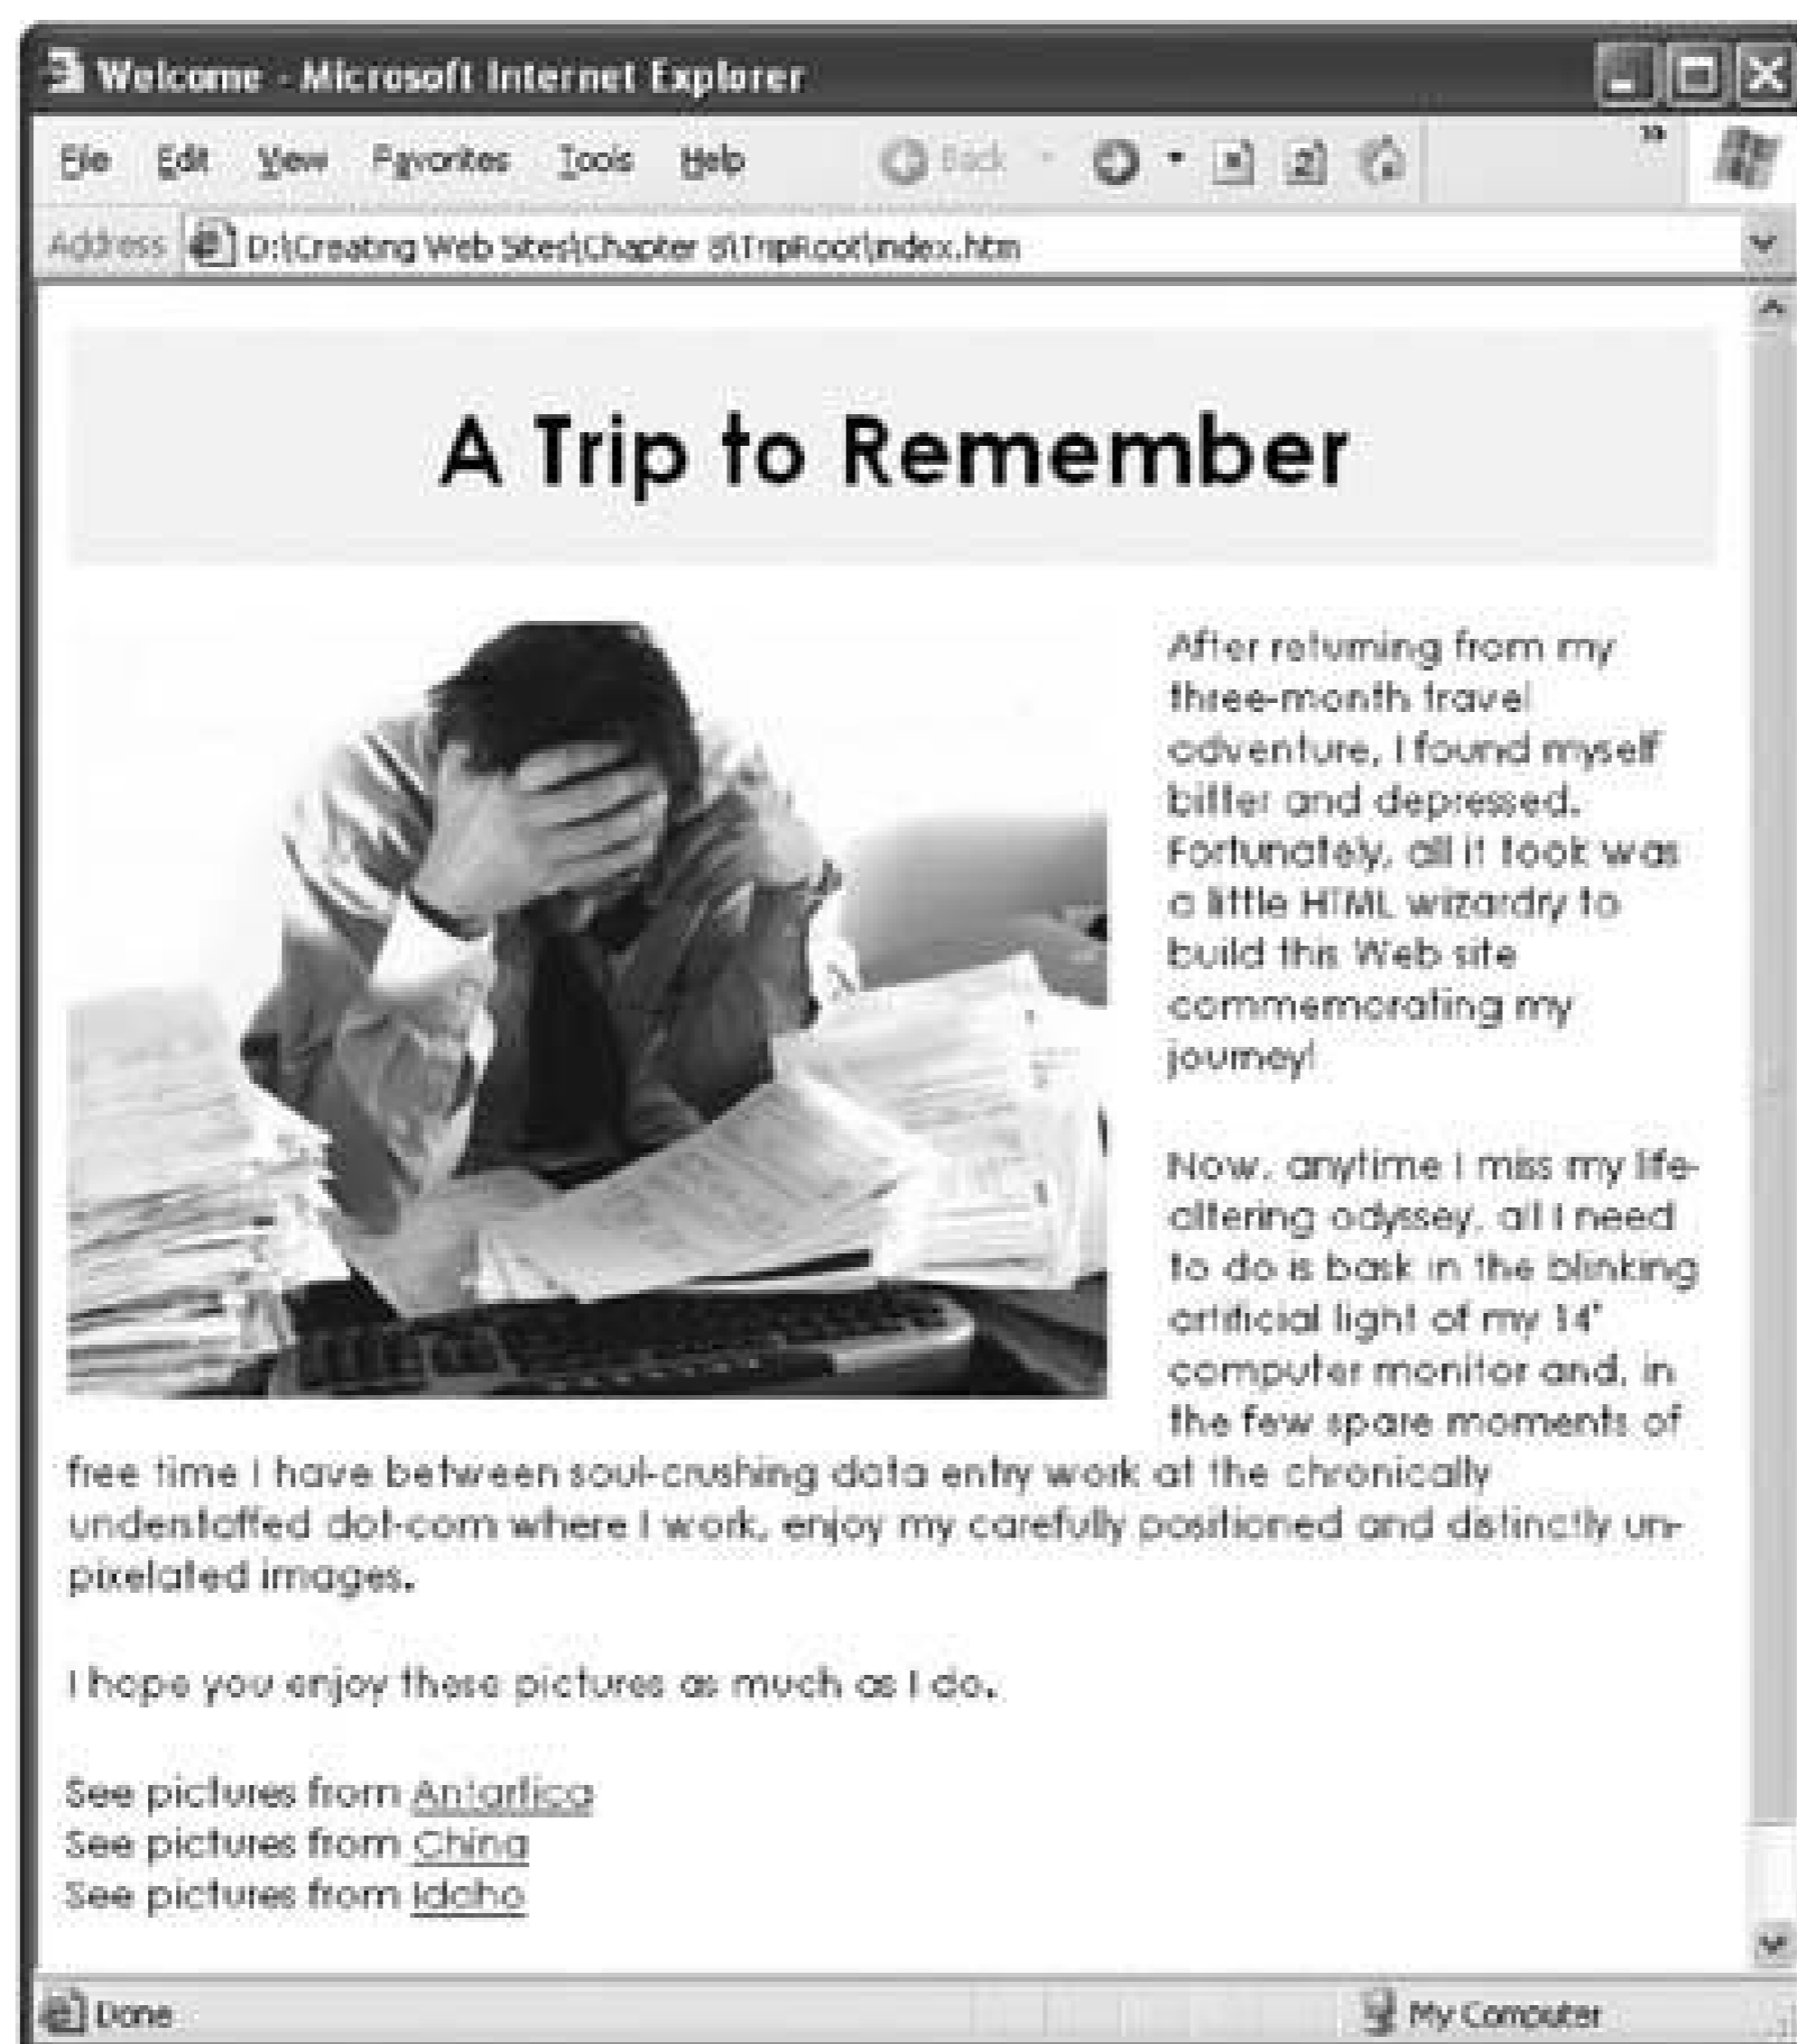 Welcome - Microsoft Internet Explorer
File Edit View Favorites Tools Help Back »
Address D:\Creating Web Sites\Chapter 8\TripRoot\index.htm
A Trip to Remember
After returning from my
three-month travel
adventure, I found myself
bitter and depressed.
Fortunately, all it took was
a little HTML wizardry to
build this Web site
commemorating my
journey!
Now, anytime I miss my life-
altering odyssey, all I need
to do is bask in the blinking
artificial light of my 14"
computer monitor and, in
the few spare moments of
free time I have between soul-crushing data entry work at the chronically
understaffed dot-com where I work, enjoy my carefully positioned and distinctly un-
pixelated images.
I hope you enjoy these pictures as much as I do.
See pictures from Antartica
See pictures from China
See pictures from Idaho
Done My Computer